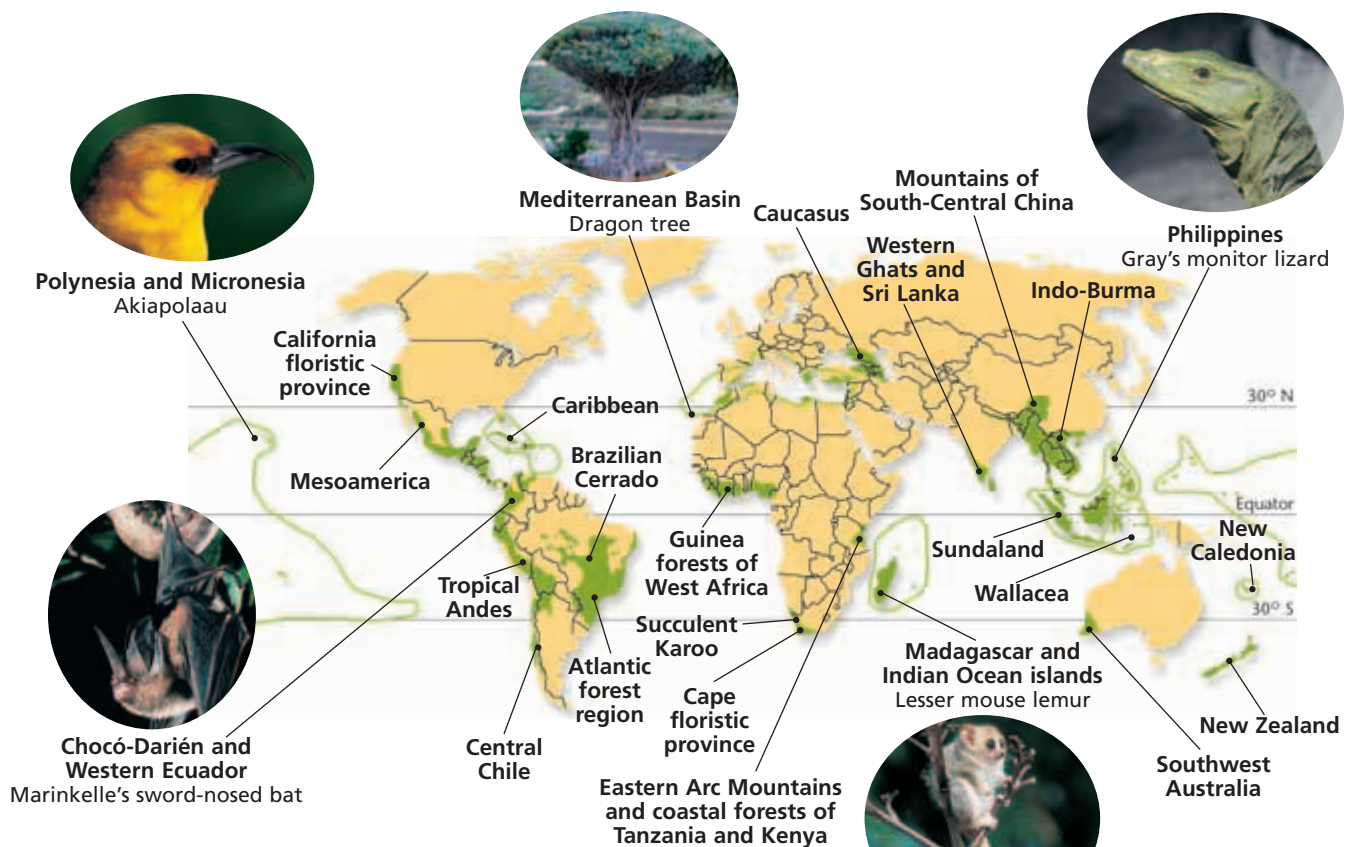 Mediterranean Basin
Dragon tree
Caucasus
Mountains of
South-Central China
Western
Ghats and
Sri Lanka
Indo-Burma
Philippines
Gray's monitor lizard
Polynesia and Micronesia
Akiapolaau
California
floristic
province
Caribbean
30° N
Mesoamerica
Brazilian
Cerrado
Equator
New
Caledonia
Guinea
forests of
West Africa
Sundaland
Wallacea
Tropical
Andes
30° S
Succulent
Karoo
Madagascar and
Indian Ocean islands
Lesser mouse lemur
Atlantic
forest
region
Cape
floristic
province
New Zealand
Chocó-Darién and
Western Ecuador
Marinkelle's sword-nosed bat
Central
Chile
Southwest
Australia
Eastern Arc Mountains
and coastal forests of
Tanzania and Kenya